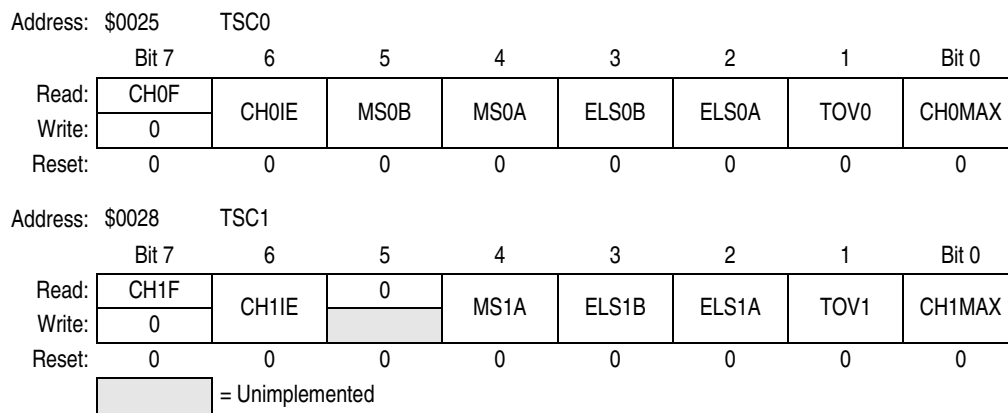 Address: $0025 TSC0
Bit 7 6 5 4 3 2 1 Bit 0
Read: CH0F CH0IE MS0B MS0A ELS0B ELS0A TOV0 CH0MAX
Write: 0
Reset: 0 0 0 0 0 0 0 0
Address: $0028 TSC1
Bit 7 6 5 4 3 2 1 Bit 0
Read: CH1F CH1IE 0 MS1A ELS1B ELS1A TOV1 CH1MAX
Write: 0
Reset: 0 0 0 0 0 0 0 0
= Unimplemented